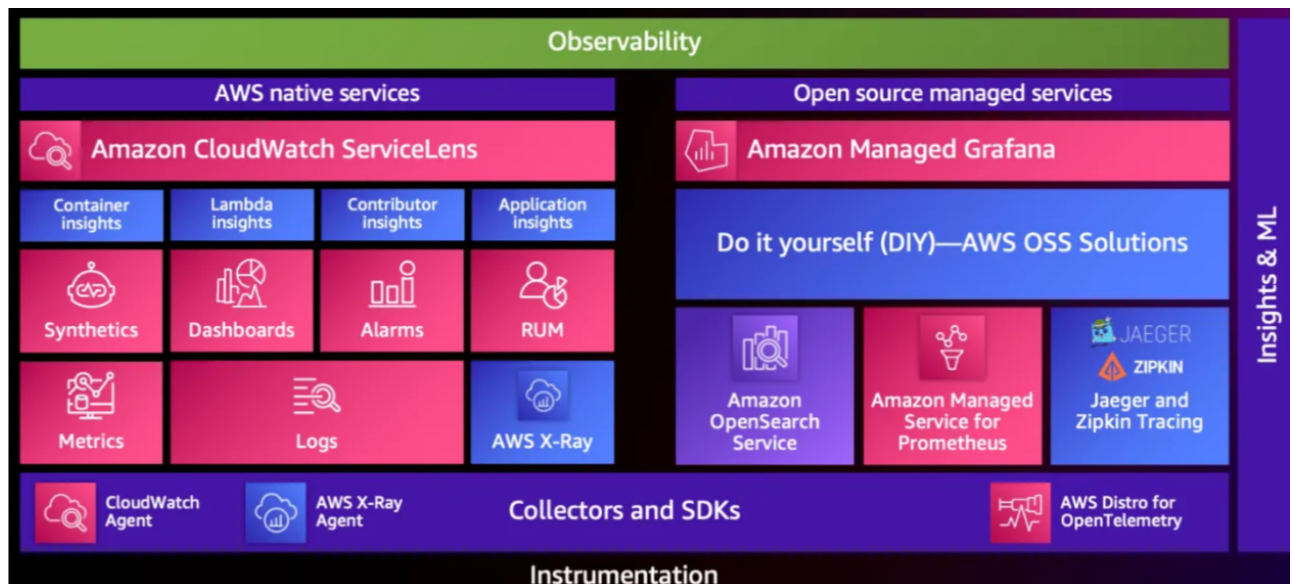 Observability
AWS native services
Amazon CloudWatch ServiceLens
Container
insights
Lambda
insights
Contributor
insights
Application
insights
Synthetics
Dashboards
Alarms
RUM
Metrics
Logs
AWS X-Ray
Open source managed services
Amazon Managed Grafana
Do it yourself (DIY)—AWS OSS Solutions
Amazon
OpenSearch
Service
Amazon Managed
Service for
Prometheus
JAEGER
ZIPKIN
Jaeger and
Zipkin Tracing
Insights & ML
CloudWatch
Agent
AWS X-Ray
Agent
Collectors and SDKs
AWS Distro for
OpenTelemetry
Instrumentation